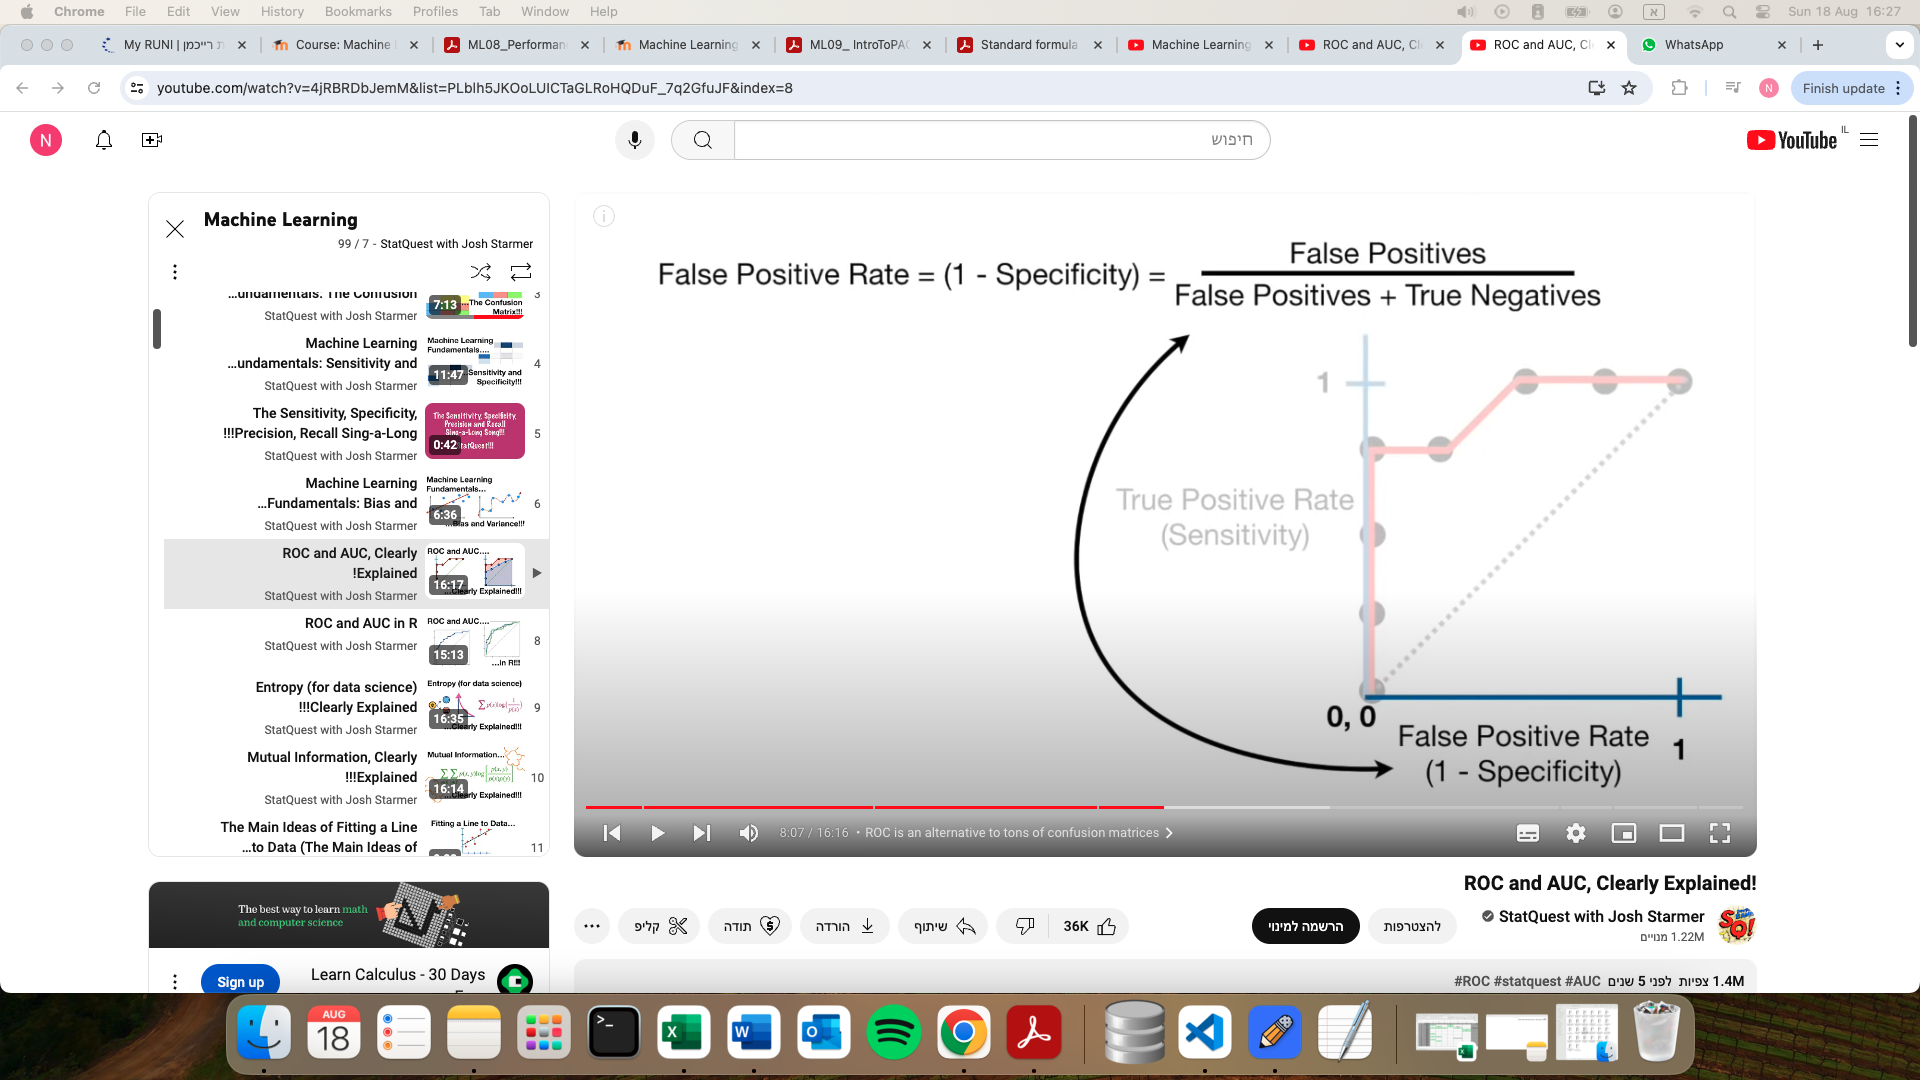 Chrome File Edit View History Bookmarks Profiles Tab Window Help
Sun 18 Aug 16:27
My RUNI | רייכמן ת
Course: Machine
ML08_Performan
Machine Learning
ML09_ IntroToPAC
Standard formula
Machine Learning
ROC and AUC, Cl
ROC and AUC, Cl
WhatsApp
youtube.com/watch?v=4jRBRDbJemM&list=PLblh5JKOoLUICTaGLRoHQDuF_7q2GfuJF&index=8
N
Finish update
N
חיפוש
YouTube IL
Machine Learning
99 / 7 - StatQuest with Josh Starmer
...undamentals: The Confusion
StatQuest with Josh Starmer
The Confusion
Matrix!!!
7:13
3
Machine Learning
...undamentals: Sensitivity and
StatQuest with Josh Starmer
Machine Learning
Fundamentals....
...Sensitivity and
Specificity!!!
11:47
4
The Sensitivity, Specificity,
!!!Precision, Recall Sing-a-Long
StatQuest with Josh Starmer
The Sensitivity, Specificity,
Precision and Recall
Sing-a-Long Song!!!
StatQuest!!!
0:42
5
Machine Learning
...Fundamentals: Bias and
StatQuest with Josh Starmer
Machine Learning
Fundamentals...
...Bias and Variance!!!
6:36
6
ROC and AUC, Clearly
!Explained
StatQuest with Josh Starmer
ROC and AUC....
...Clearly Explained!!!
16:17
ROC and AUC in R
StatQuest with Josh Starmer
ROC and AUC....
...in R!!!
15:13
8
Entropy (for data science)
!!!Clearly Explained
StatQuest with Josh Starmer
Entropy (for data science)
...Clearly Explained!!!
16:35
9
Mutual Information, Clearly
!!!Explained
StatQuest with Josh Starmer
Mutual Information...
...Clearly Explained!!!
16:14
10
The Main Ideas of Fitting a Line
...to Data (The Main Ideas of
Fitting a Line to Data...
11
False Positive Rate = (1 - Specificity) =
False Positives
False Positives + True Negatives
1
True Positive Rate
(Sensitivity)
0, 0
False Positive Rate
(1 - Specificity)
1
8:07 / 16:16 • ROC is an alternative to tons of confusion matrices
The best way to learn math
and computer science
Sign up
Learn Calculus - 30 Days
ROC and AUC, Clearly Explained!
StatQuest with Josh Starmer
1.22M מנויים
להצטרפות
הרשמה למינוי
36K
שיתוף
הורדה
תודה
קליפ
1.4M צפיות לפני 5 שנים #ROC #statquest #AUC
AUG
18